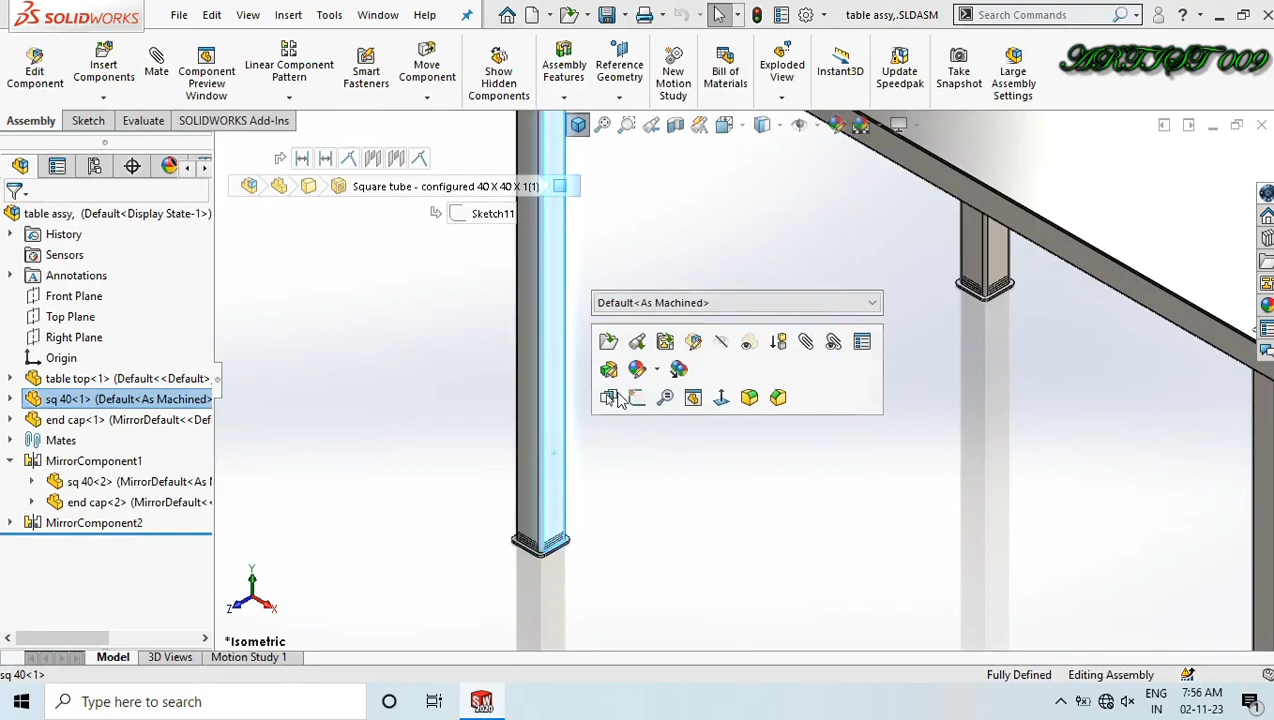 SOLIDWORKS
File
Edit
View
Insert
Tools
Window
Help
table assy,.SLDASM
Search Commands
?
ARTIST 009
Edit Component
Insert Components
Mate
Component Preview Window
Linear Component Pattern
Smart Fasteners
Move Component
Show Hidden Components
Assembly Features
Reference Geometry
New Motion Study
Bill of Materials
Exploded View
Instant3D
Update Speedpak
Take Snapshot
Large Assembly Settings
Assembly
Sketch
Evaluate
SOLIDWORKS Add-Ins
Square tube - configured 40 X 40 X 1(1)
Sketch11
table assy, (Default<Display State-1>)
History
Sensors
Annotations
Front Plane
Top Plane
Right Plane
Origin
table top<1> (Default<<Default>_
sq 40<1> (Default<As Machined>
end cap<1> (MirrorDefault<<Def
Mates
MirrorComponent1
sq 40<2> (MirrorDefault<As M
end cap<2> (MirrorDefault<<
MirrorComponent2
Default<As Machined>
Y
Z
X
*Isometric
Model
3D Views
Motion Study 1
sq 40<1>
Fully Defined
Editing Assembly
Type here to search
SW
2020
ENG
IN
7:56 AM
02-11-23
1